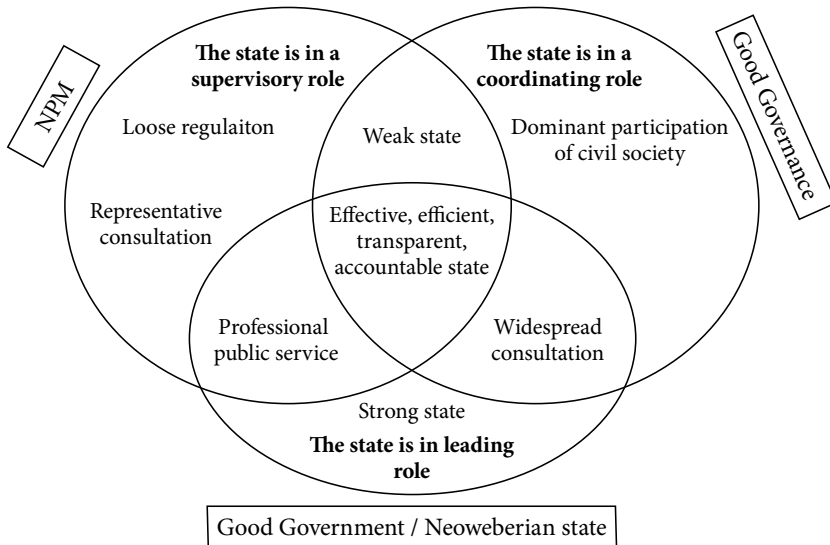 The state is in a
supervisory role
The state is in a
coordinating role
NPM
Good Governance
Loose regulaiton
Weak state
Dominant participation
of civil society
Representative
consultation
Effective, efficient,
transparent,
accountable state
Professional
public service
Widespread
consultation
Strong state
The state is in leading
role
Good Government / Neoweberian state